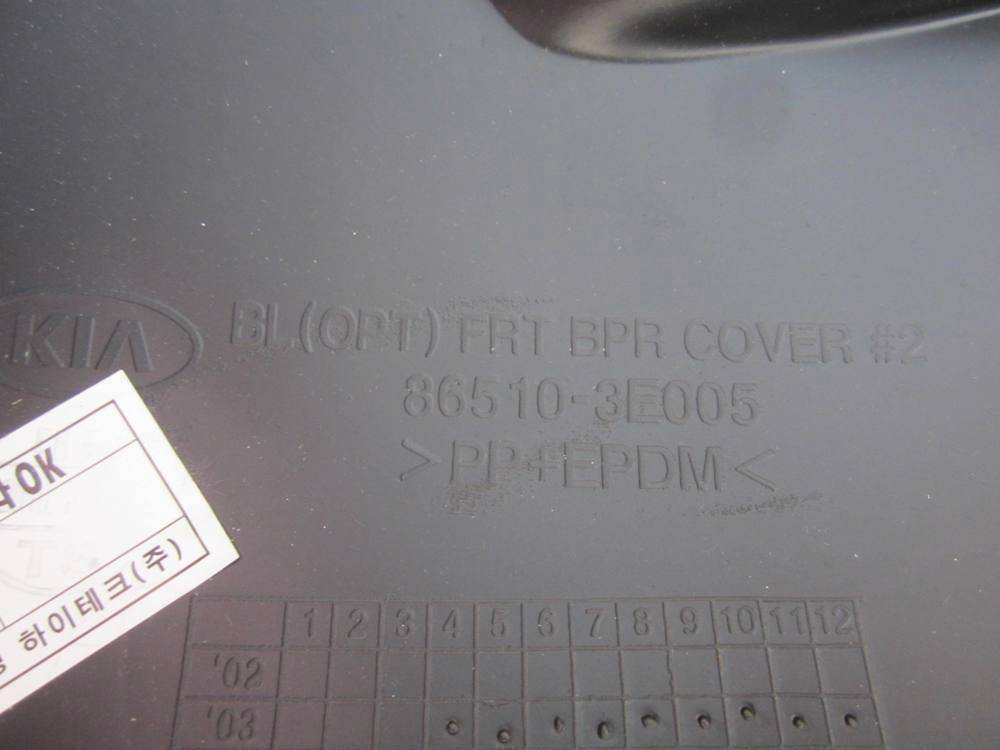 KIA BL(OPT) FRT BPR COVER #2
86510-3E005
>PP+EPDM<
OK
하이테크(주)
1 2 3 4 5 6 7 8 9 10 11 12
'02
'03